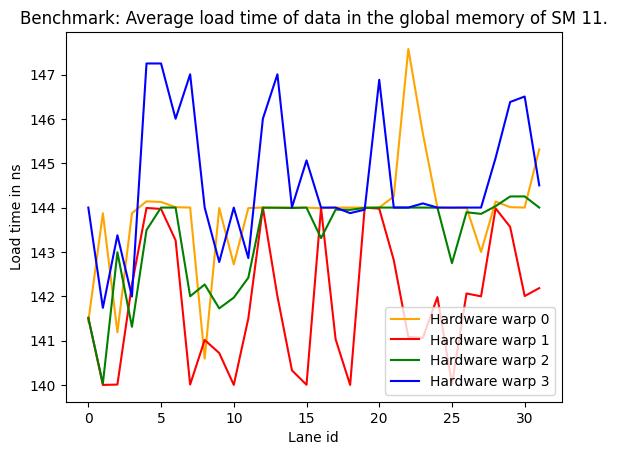 Benchmark: Average load time of data in the global memory of SM 11.
Load time in ns
147
146
145
144
143
142
141
140
0
5
10
15
20
25
30
Lane id
Hardware warp 0
Hardware warp 1
Hardware warp 2
Hardware warp 3